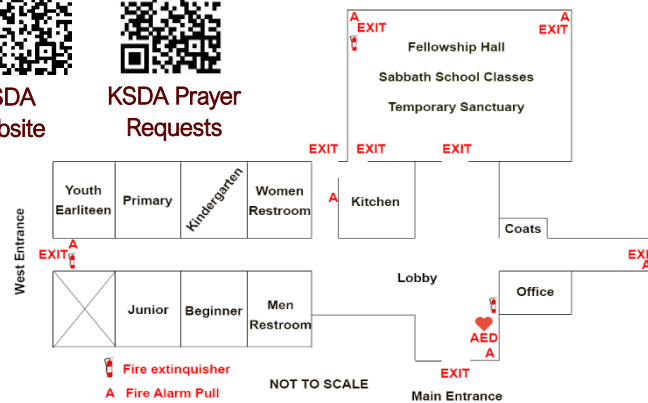 KSDA Prayer
Requests
A
EXIT
A
EXIT
Fellowship Hall
Sabbath School Classes
Temporary Sanctuary
EXIT
EXIT
EXIT
Youth
Earliteen
Primary
Kindergarten
Women
Restroom
A
Kitchen
Coats
West Entrance
A
EXIT
Lobby
A
Junior
Beginner
Men
Restroom
Office
AED
A
EXIT
Main Entrance
Fire extinquisher
A Fire Alarm Pull
NOT TO SCALE